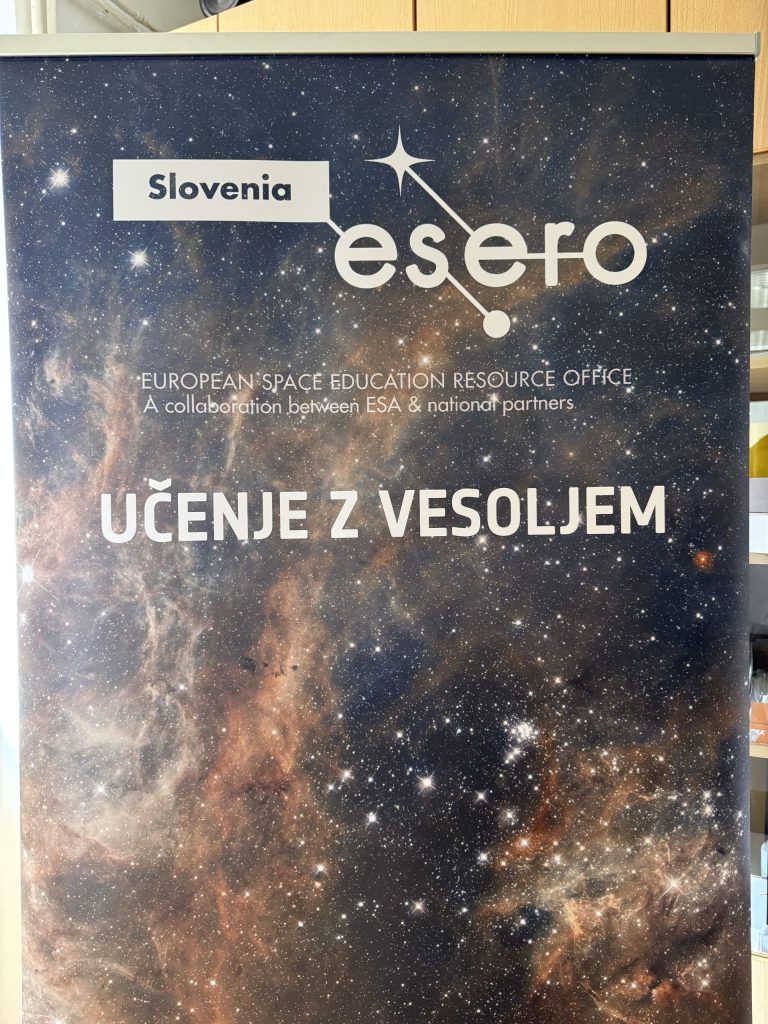 Slovenia
esero
EUROPEAN SPACE EDUCATION RESOURCE OFFICE
A collaboration between ESA & national partners
UČENJE Z VESOLJEM